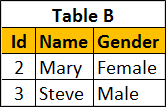 Table B
Id Name Gender
2 Mary Female
3 Steve Male